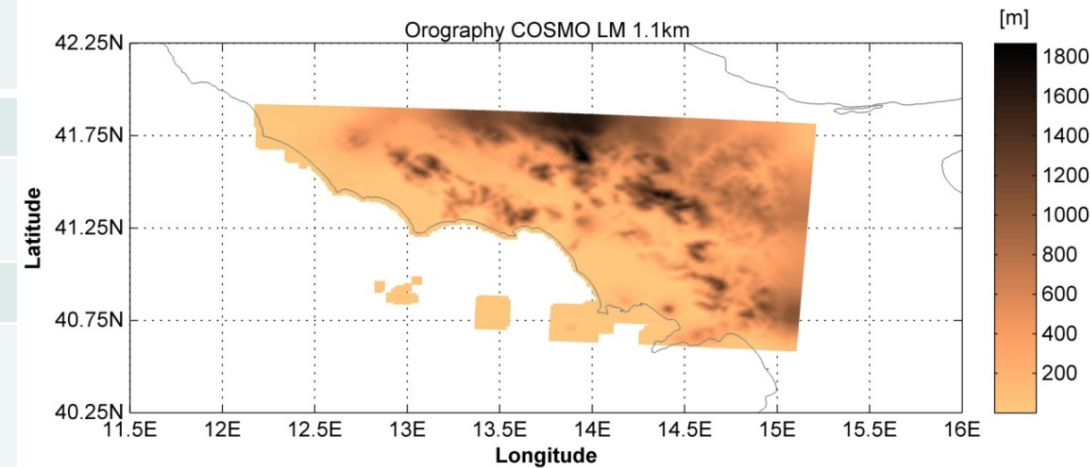 Orography COSMO LM 1.1km
[m]
42.25N
41.75N
41.25N
40.75N
40.25N
Latitude
11.5E 12E 12.5E 13E 13.5E 14E 14.5E 15E 15.5E 16E
Longitude
1800
1600
1400
1200
1000
800
600
400
200